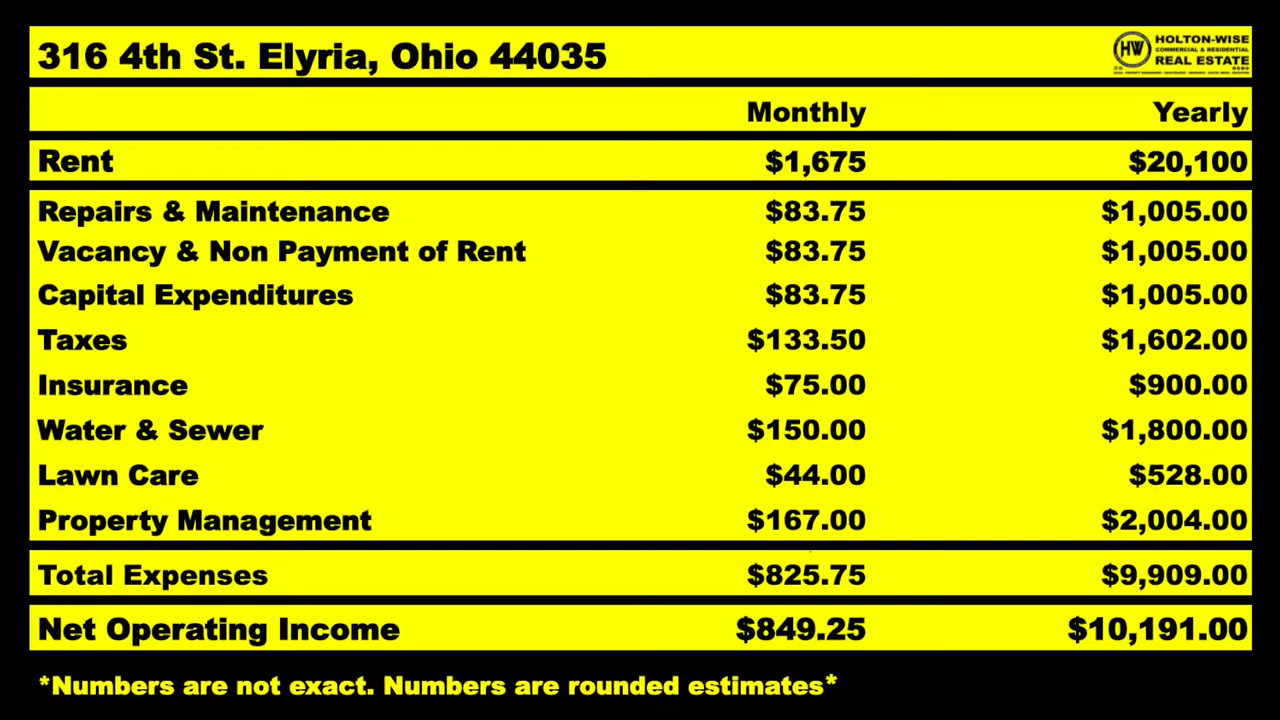 316 4th St. Elyria, Ohio 44035
HW
HOLTON-WISE
COMMERCIAL & RESIDENTIAL
REAL ESTATE
Monthly Yearly
Rent $1,675 $20,100
Repairs & Maintenance $83.75 $1,005.00
Vacancy & Non Payment of Rent $83.75 $1,005.00
Capital Expenditures $83.75 $1,005.00
Taxes $133.50 $1,602.00
Insurance $75.00 $900.00
Water & Sewer $150.00 $1,800.00
Lawn Care $44.00 $528.00
Property Management $167.00 $2,004.00
Total Expenses $825.75 $9,909.00
Net Operating Income $849.25 $10,191.00
*Numbers are not exact. Numbers are rounded estimates*